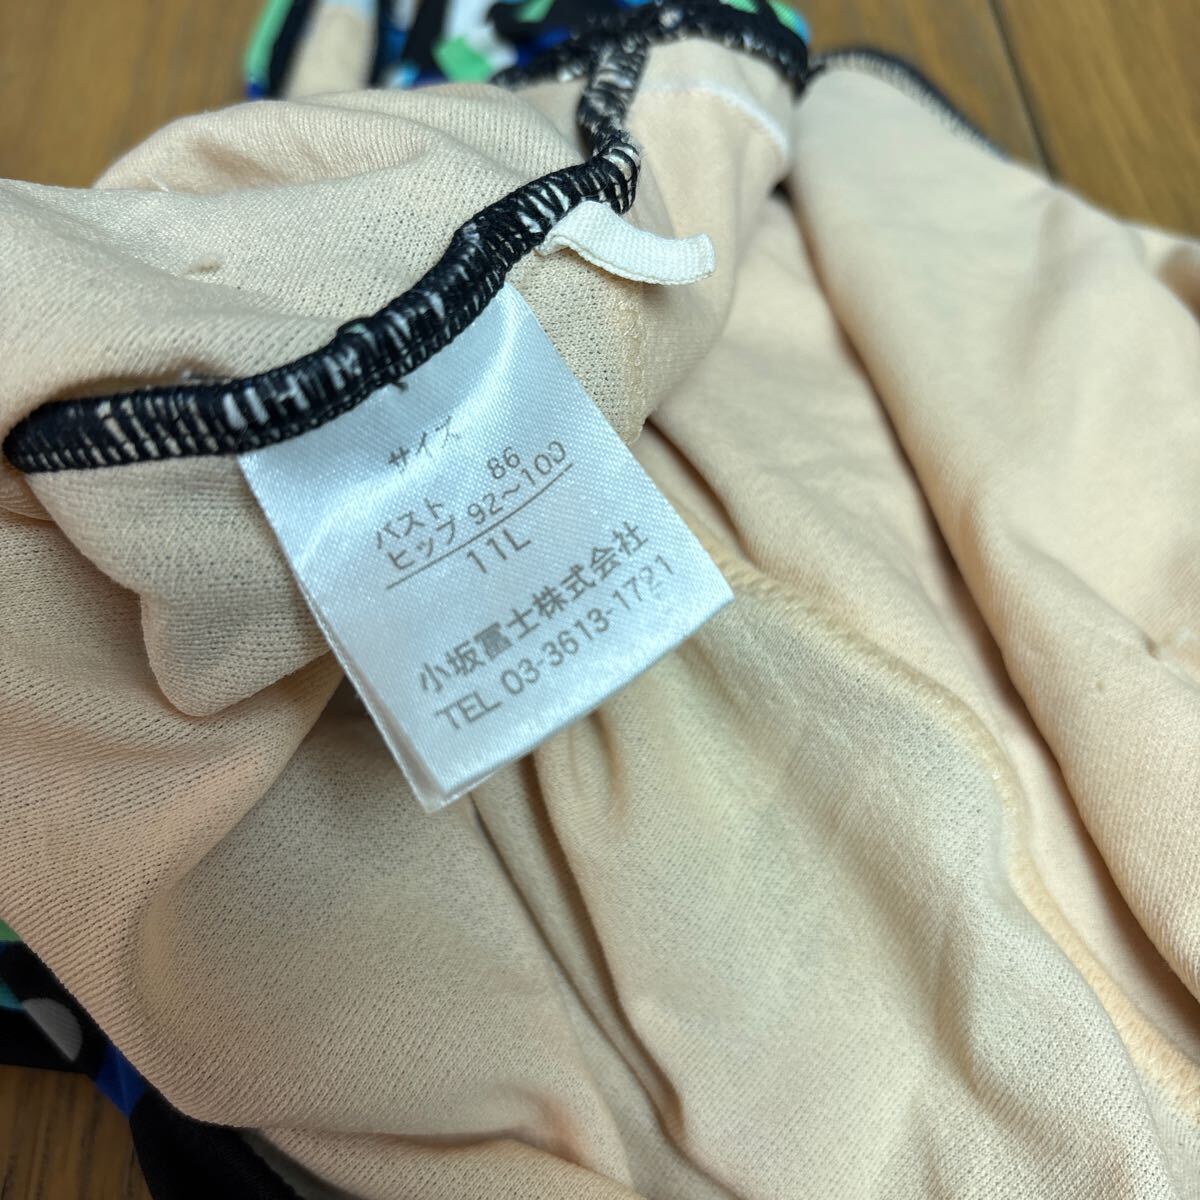 サイズ
バスト 86
ヒップ 92～100
11L
小坂冨士株式会社
TEL 03-3613-1721